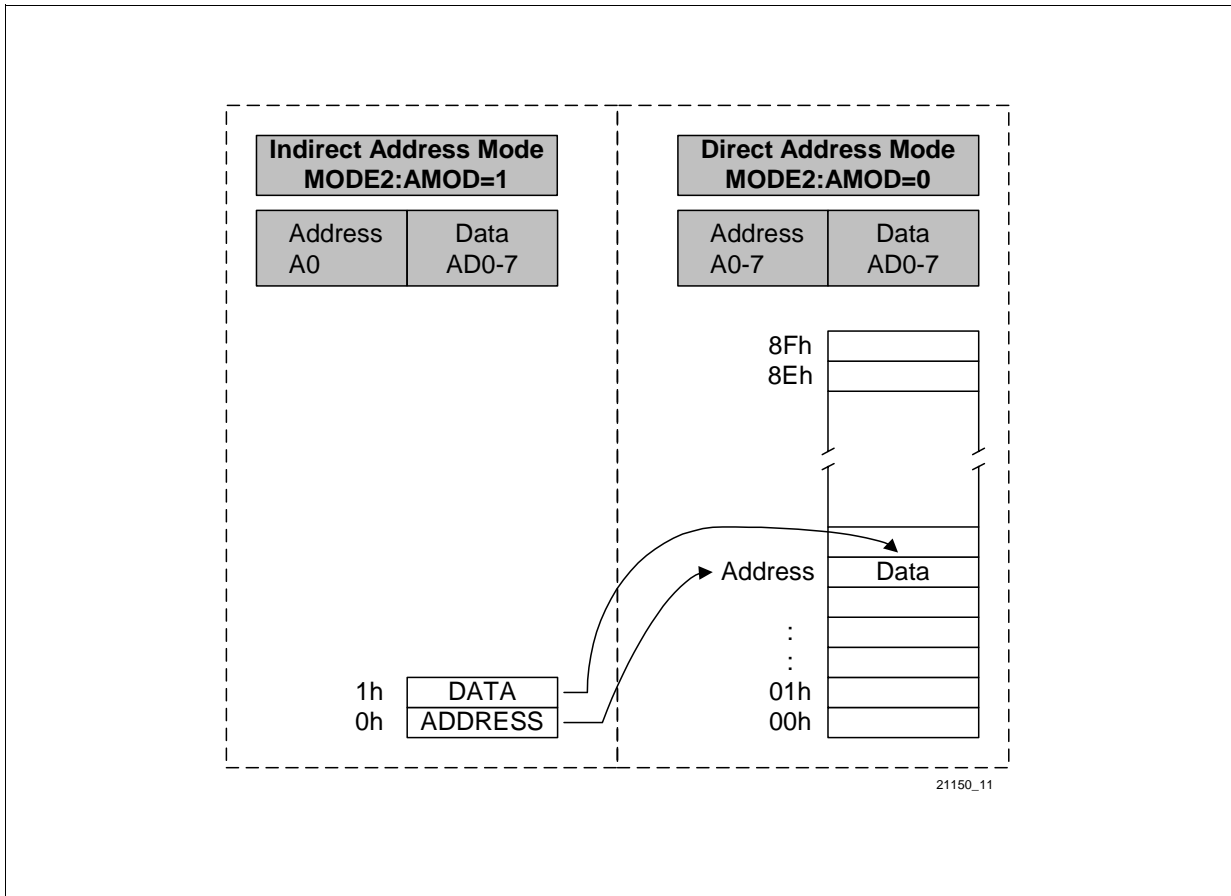 Indirect Address Mode
MODE2:AMOD=1
Address
A0
Data
AD0-7
Direct Address Mode
MODE2:AMOD=0
Address
A0-7
Data
AD0-7
8Fh
8Eh
Address
Data
:
:
1h
DATA
0h
ADDRESS
01h
00h
21150_11